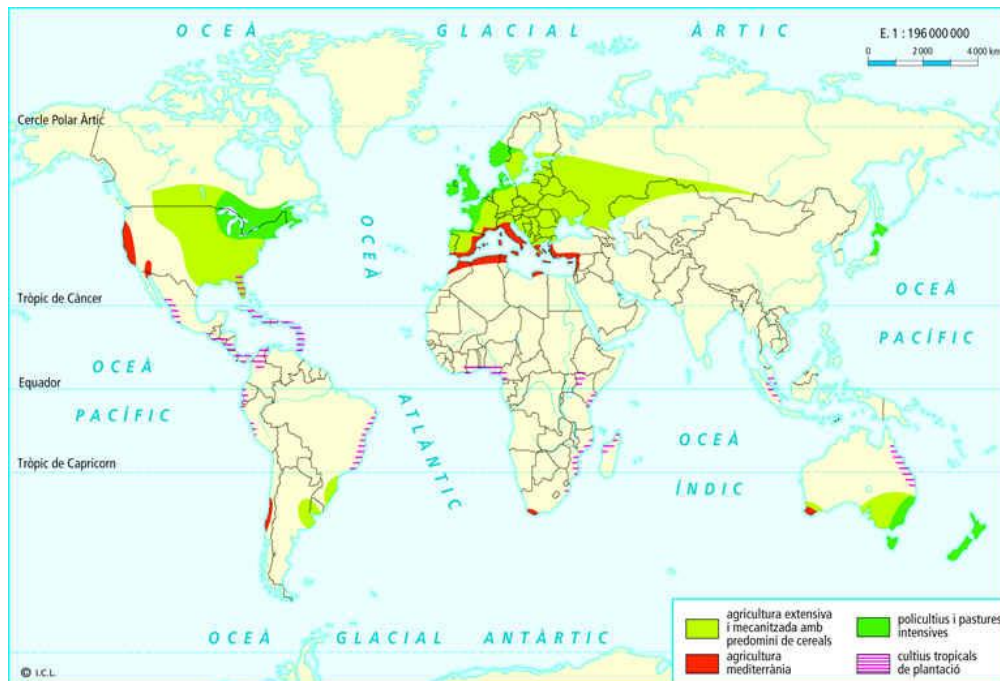 OCEÀ GLACIAL ÀRTIC
E. 1 : 196 000 000
0 2 000 4 000 km
Cercle Polar Àrtic
OCEÀ
ATLÀNTIC
Tròpic de Càncer
OCEÀ
PACÍFIC
Equador
OCEÀ
PACÍFIC
OCEÀ
ÍNDIC
Tròpic de Capricorn
OCEÀ GLACIAL ANTÀRTIC
agricultura extensiva
i mecanitzada amb
predomini de cereals
agricultura
mediterrània
policultius i pastures
intensives
cultius tropicals
de plantació
© I.C.L.